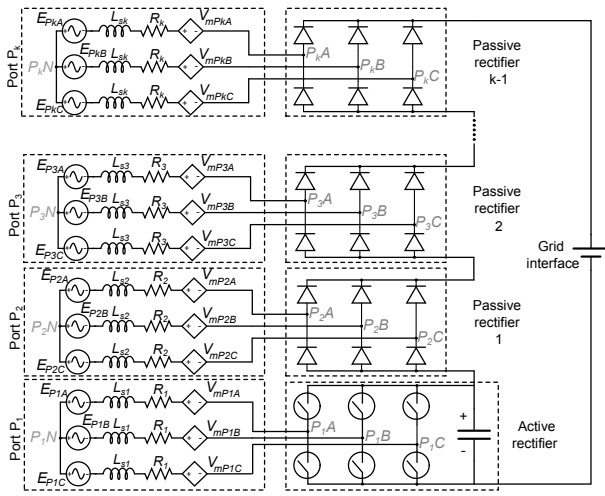 Port Pk
EPkA
Lsk
Rk
VmPkA
PkN
EPkB
Lsk
Rk
VmPkB
EPkC
Lsk
Rk
VmPkC
PkA
PkB
PkC
Passive
rectifier
k-1
Port P3
EP3A
Ls3
R3
VmP3A
P3N
EP3B
Ls3
R3
VmP3B
EP3C
Ls3
R3
VmP3C
P3A
P3B
P3C
Passive
rectifier
2
Grid
interface
Port P2
EP2A
Ls2
R2
VmP2A
P2N
EP2B
Ls2
R2
VmP2B
EP2C
Ls2
R2
VmP2C
P2A
P2B
P2C
Passive
rectifier
1
Port P1
EP1A
Ls1
R1
VmP1A
P1N
EP1B
Ls1
R1
VmP1B
EP1C
Ls1
R1
VmP1C
P1A
P1B
P1C
+
-
Active
rectifier